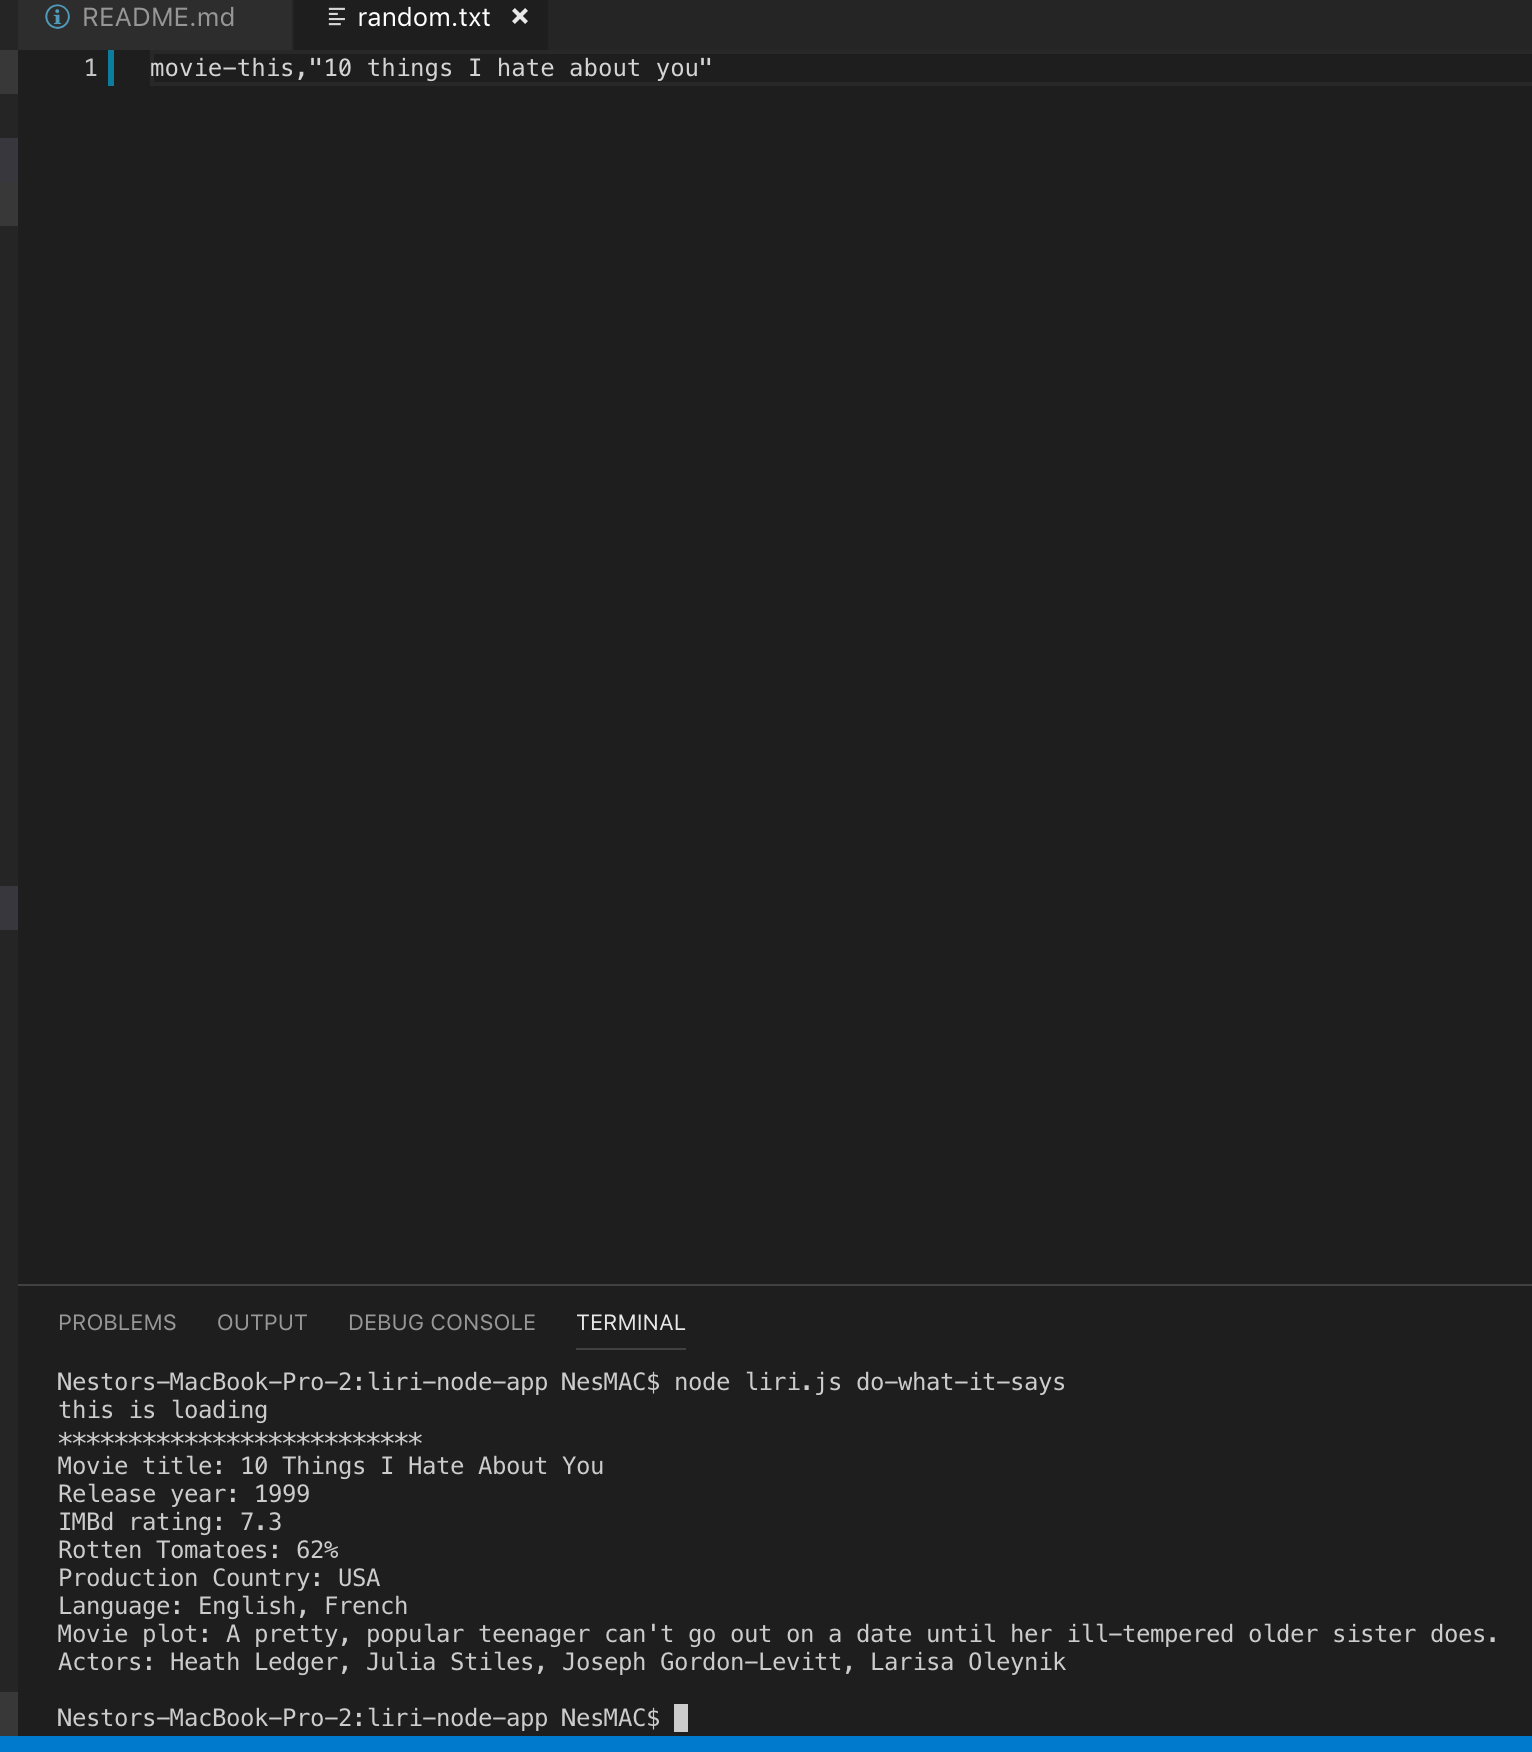 README.md
random.txt
1 movie-this,"10 things I hate about you"
PROBLEMS OUTPUT DEBUG CONSOLE TERMINAL
Nestors-MacBook-Pro-2:liri-node-app NesMAC$ node liri.js do-what-it-says
this is loading
**************************
Movie title: 10 Things I Hate About You
Release year: 1999
IMBd rating: 7.3
Rotten Tomatoes: 62%
Production Country: USA
Language: English, French
Movie plot: A pretty, popular teenager can't go out on a date until her ill-tempered older sister does.
Actors: Heath Ledger, Julia Stiles, Joseph Gordon-Levitt, Larisa Oleynik
Nestors-MacBook-Pro-2:liri-node-app NesMAC$